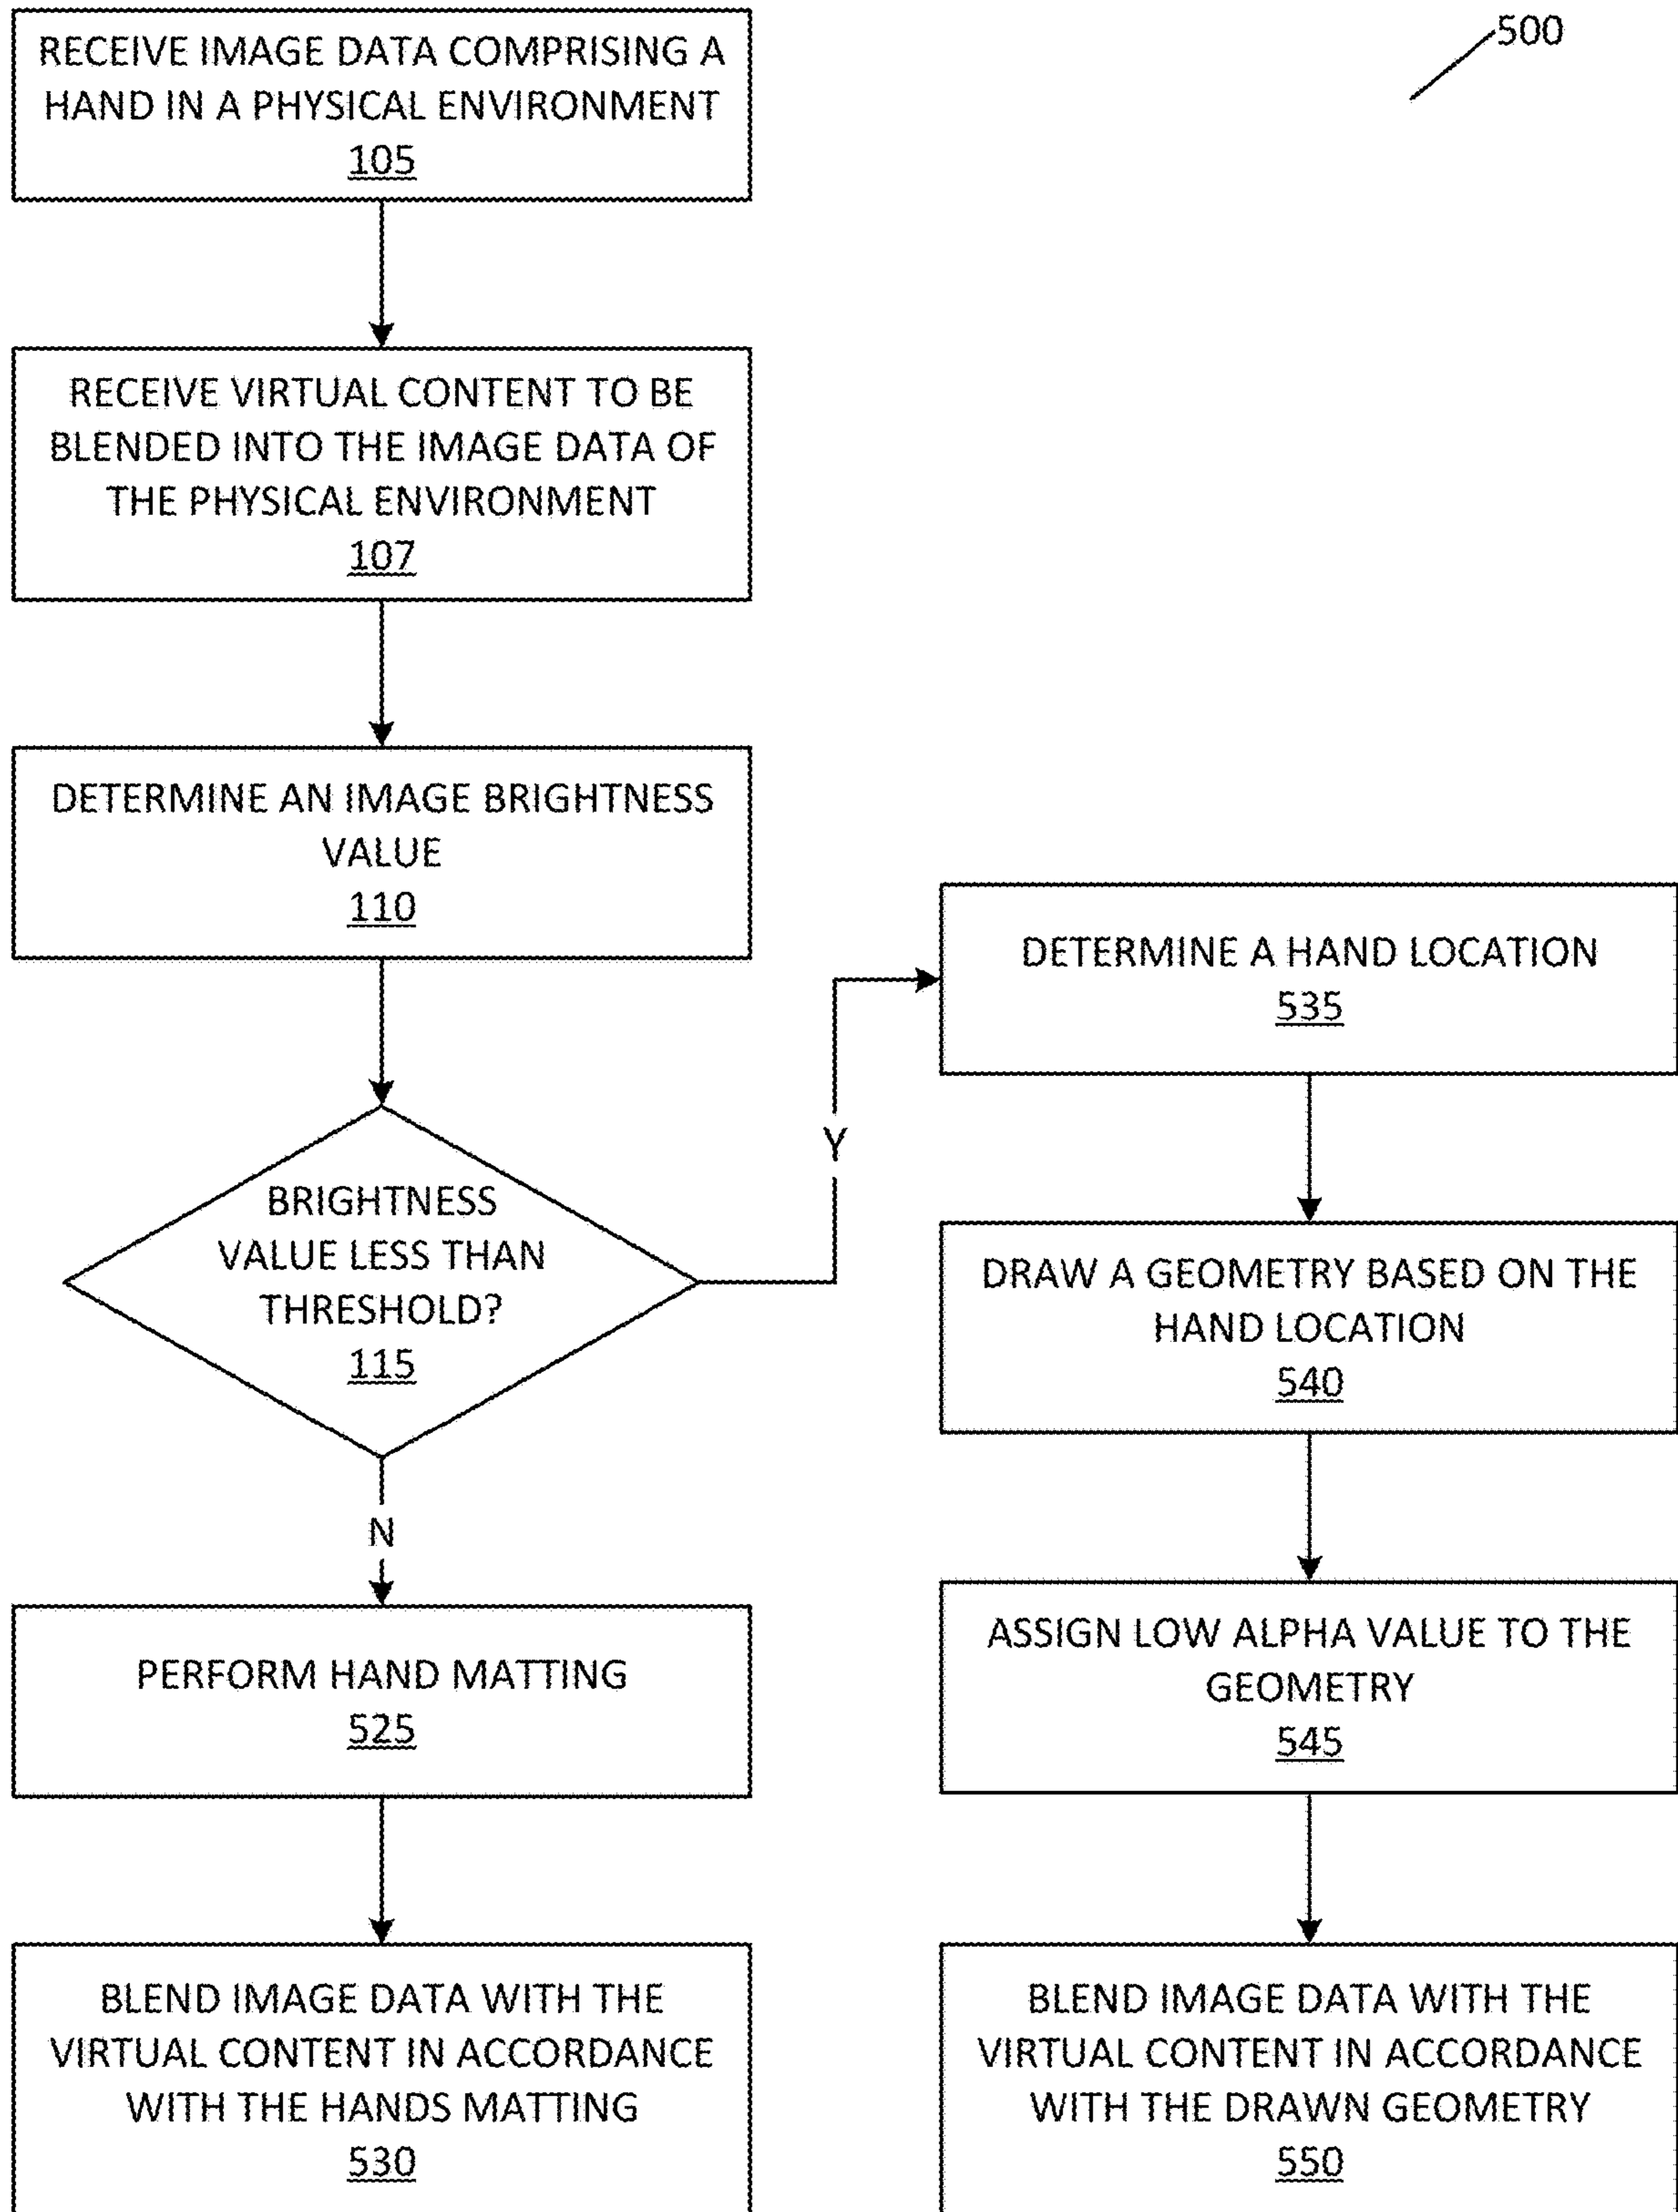 500
RECEIVE IMAGE DATA COMPRISING A
HAND IN A PHYSICAL ENVIRONMENT
105
RECEIVE VIRTUAL CONTENT TO BE
BLENDED INTO THE IMAGE DATA OF
THE PHYSICAL ENVIRONMENT
107
DETERMINE AN IMAGE BRIGHTNESS
VALUE
110
BRIGHTNESS
VALUE LESS THAN
THRESHOLD?
115
N
PERFORM HAND MATTING
525
BLEND IMAGE DATA WITH THE
VIRTUAL CONTENT IN ACCORDANCE
WITH THE HANDS MATTING
530
Y
DETERMINE A HAND LOCATION
535
DRAW A GEOMETRY BASED ON THE
HAND LOCATION
540
ASSIGN LOW ALPHA VALUE TO THE
GEOMETRY
545
BLEND IMAGE DATA WITH THE
VIRTUAL CONTENT IN ACCORDANCE
WITH THE DRAWN GEOMETRY
550